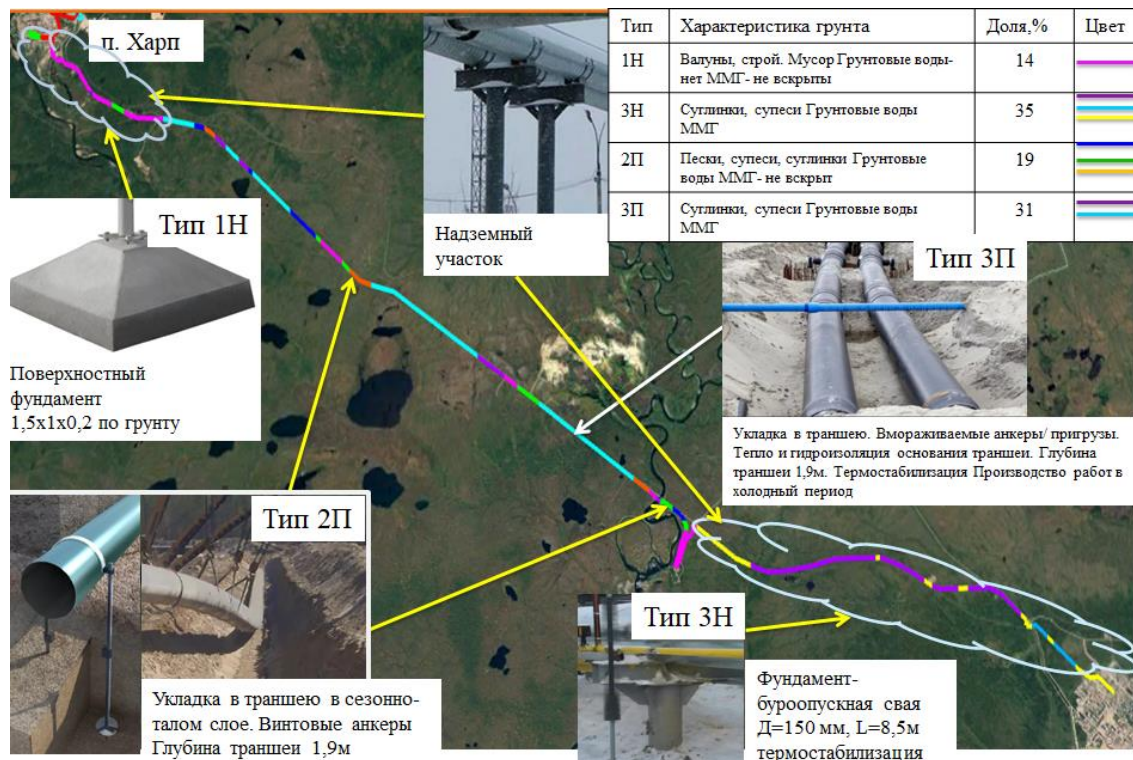 п. Харп
Тип Характеристика грунта Доля,% Цвет
1Н Валуны, строй. Мусор Грунтовые воды-
нет ММГ- не вскрыты 14
3Н Суглинки, супеси Грунтовые воды
ММГ 35
2П Пески, супеси, суглинки Грунтовые
воды ММГ- не вскрыт 19
3П Суглинки, супеси Грунтовые воды
ММГ 31
Тип 1Н
Поверхностный
фундамент
1,5х1х0,2 по грунту
Надземный
участок
Тип 3П
Укладка в траншею. Вмораживаемые анкеры/ пригрузы.
Тепло и гидроизоляция основания траншеи. Глубина
траншеи 1,9м. Термостабилизация Производство работ в
холодный период
Тип 2П
Укладка в траншею в сезонно-
талом слое. Винтовые анкеры
Глубина траншеи 1,9м
Тип 3Н
Фундамент-
буроопускная свая
Д=150 мм, L=8,5м
термостабилизация